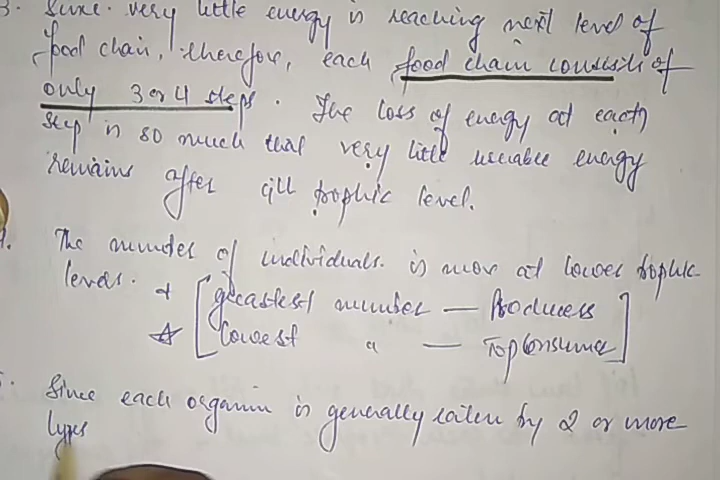 3. Since very little energy is reaching next level of
food chain, therefore, each food chain consists of
only 3 or 4 steps. The loss of energy at each
step is so much that very little useable energy
remains after trophic level.
4. The number of individuals is more at lower trophic
levels. [greatest number — Producers
Lowest " — Top Consumer]
5. Since each organism is generally eaten by 2 or more
types